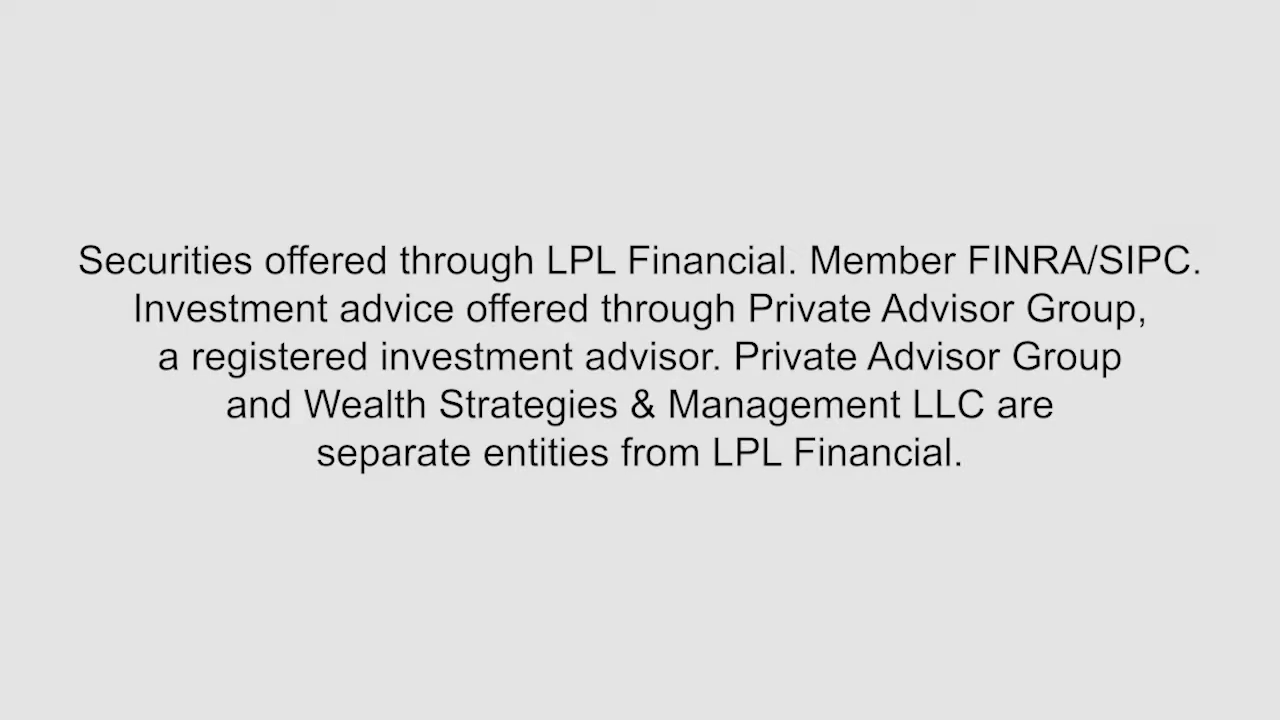 Securities offered through LPL Financial. Member FINRA/SIPC.
Investment advice offered through Private Advisor Group,
a registered investment advisor. Private Advisor Group
and Wealth Strategies & Management LLC are
separate entities from LPL Financial.